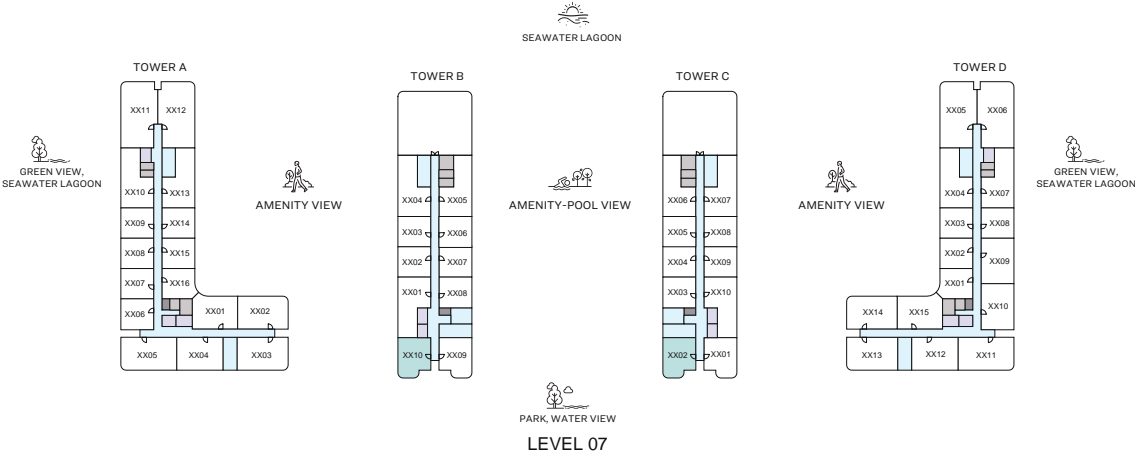 SEAWATER LAGOON
TOWER A
TOWER B
TOWER C
TOWER D
XX11
XX12
XX05
XX06
GREEN VIEW,
SEAWATER LAGOON
GREEN VIEW,
SEAWATER LAGOON
XX10
XX13
AMENITY VIEW
XX04
XX05
AMENITY-POOL VIEW
XX06
XX07
AMENITY VIEW
XX04
XX07
XX09
XX14
XX03
XX06
XX05
XX08
XX03
XX08
XX08
XX15
XX02
XX07
XX04
XX09
XX02
XX09
XX07
XX16
XX01
XX08
XX03
XX10
XX01
XX10
XX06
XX01
XX02
XX14
XX15
XX05
XX04
XX03
XX10
XX09
XX02
XX01
XX13
XX12
XX11
PARK, WATER VIEW
LEVEL 07